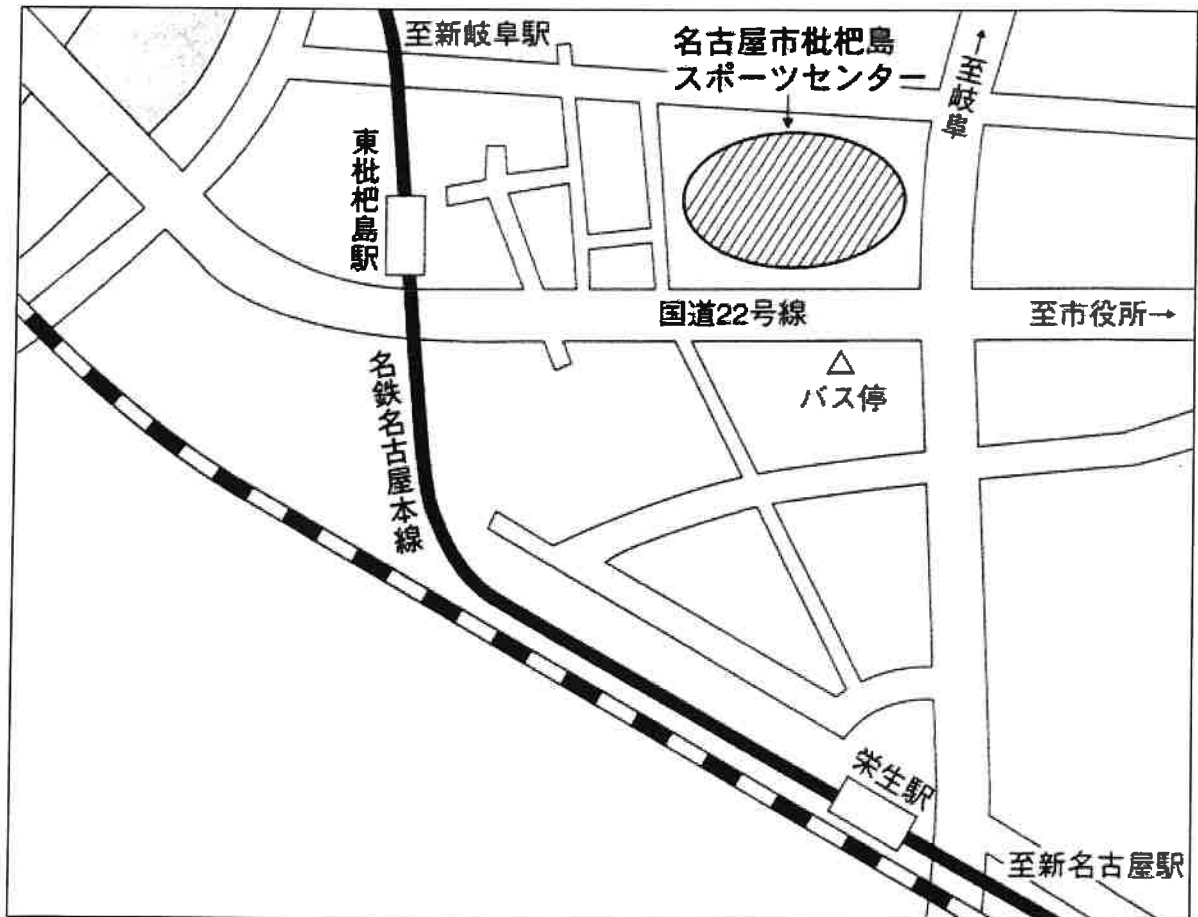 至新岐阜駅
名古屋市枇杷島
スポーツセンター
↑至岐阜
東枇杷島駅
国道22号線
至市役所→
バス停
名鉄名古屋本線
栄生駅
至新名古屋駅